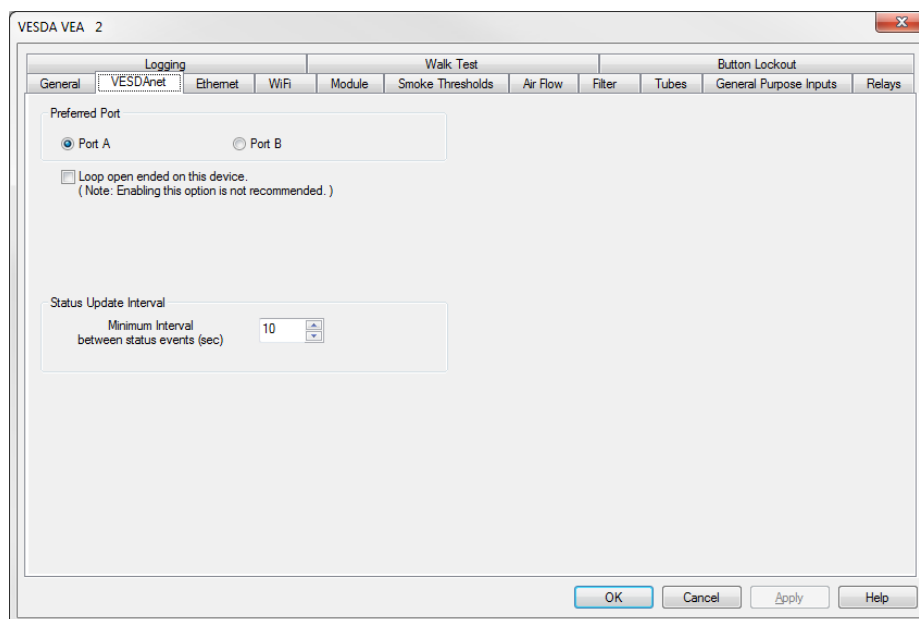 VESDA VEA 2
Logging Walk Test Button Lockout
General VESDAnet Ethernet WiFi Module Smoke Thresholds Air Flow Filter Tubes General Purpose Inputs Relays
Preferred Port
Port A Port B
Loop open ended on this device.
( Note: Enabling this option is not recommended. )
Status Update Interval
Minimum Interval
between status events (sec)
10
OK Cancel Apply Help